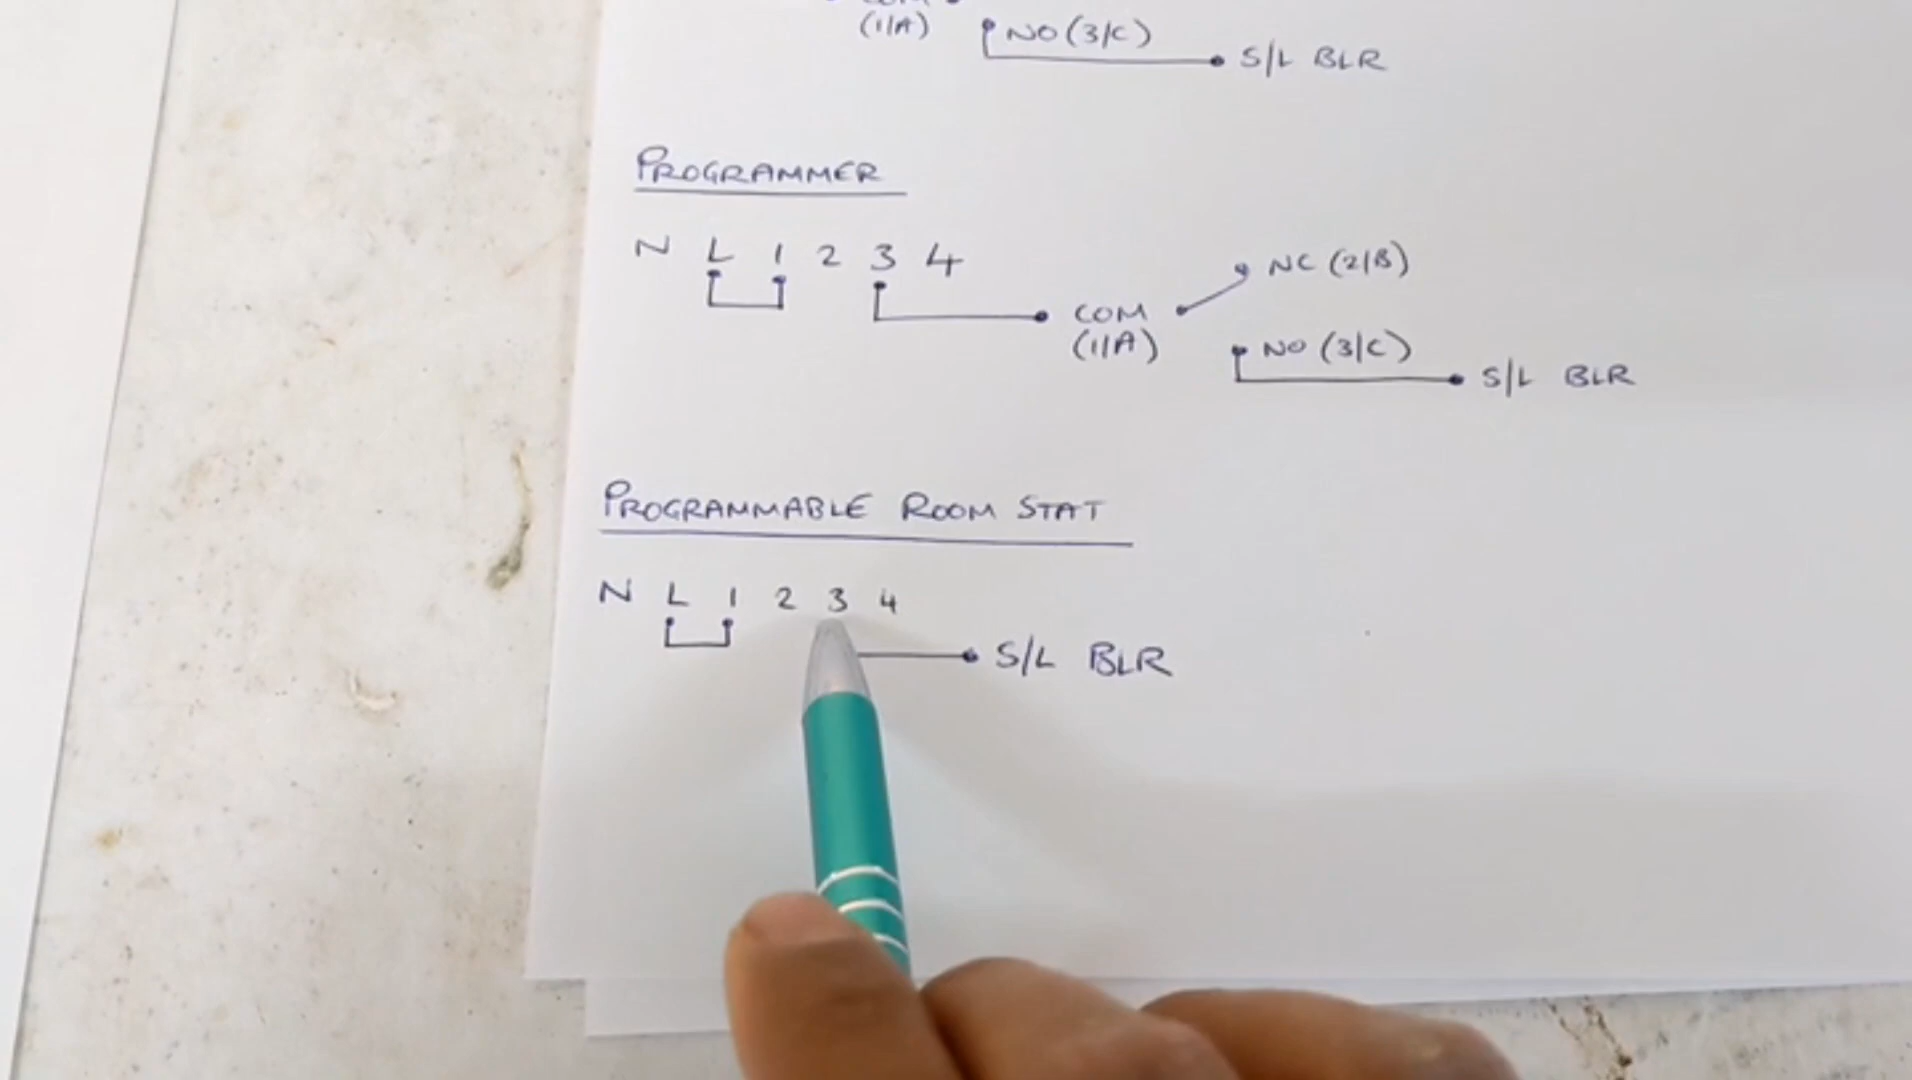 (1/A) NO (3/C) S/L BLR
PROGRAMMER
N L 1 2 3 4
NC (2/B)
COM
(1/A) NO (3/C)
S/L BLR
PROGRAMMABLE ROOM STAT
N L 1 2 3 4
S/L BLR